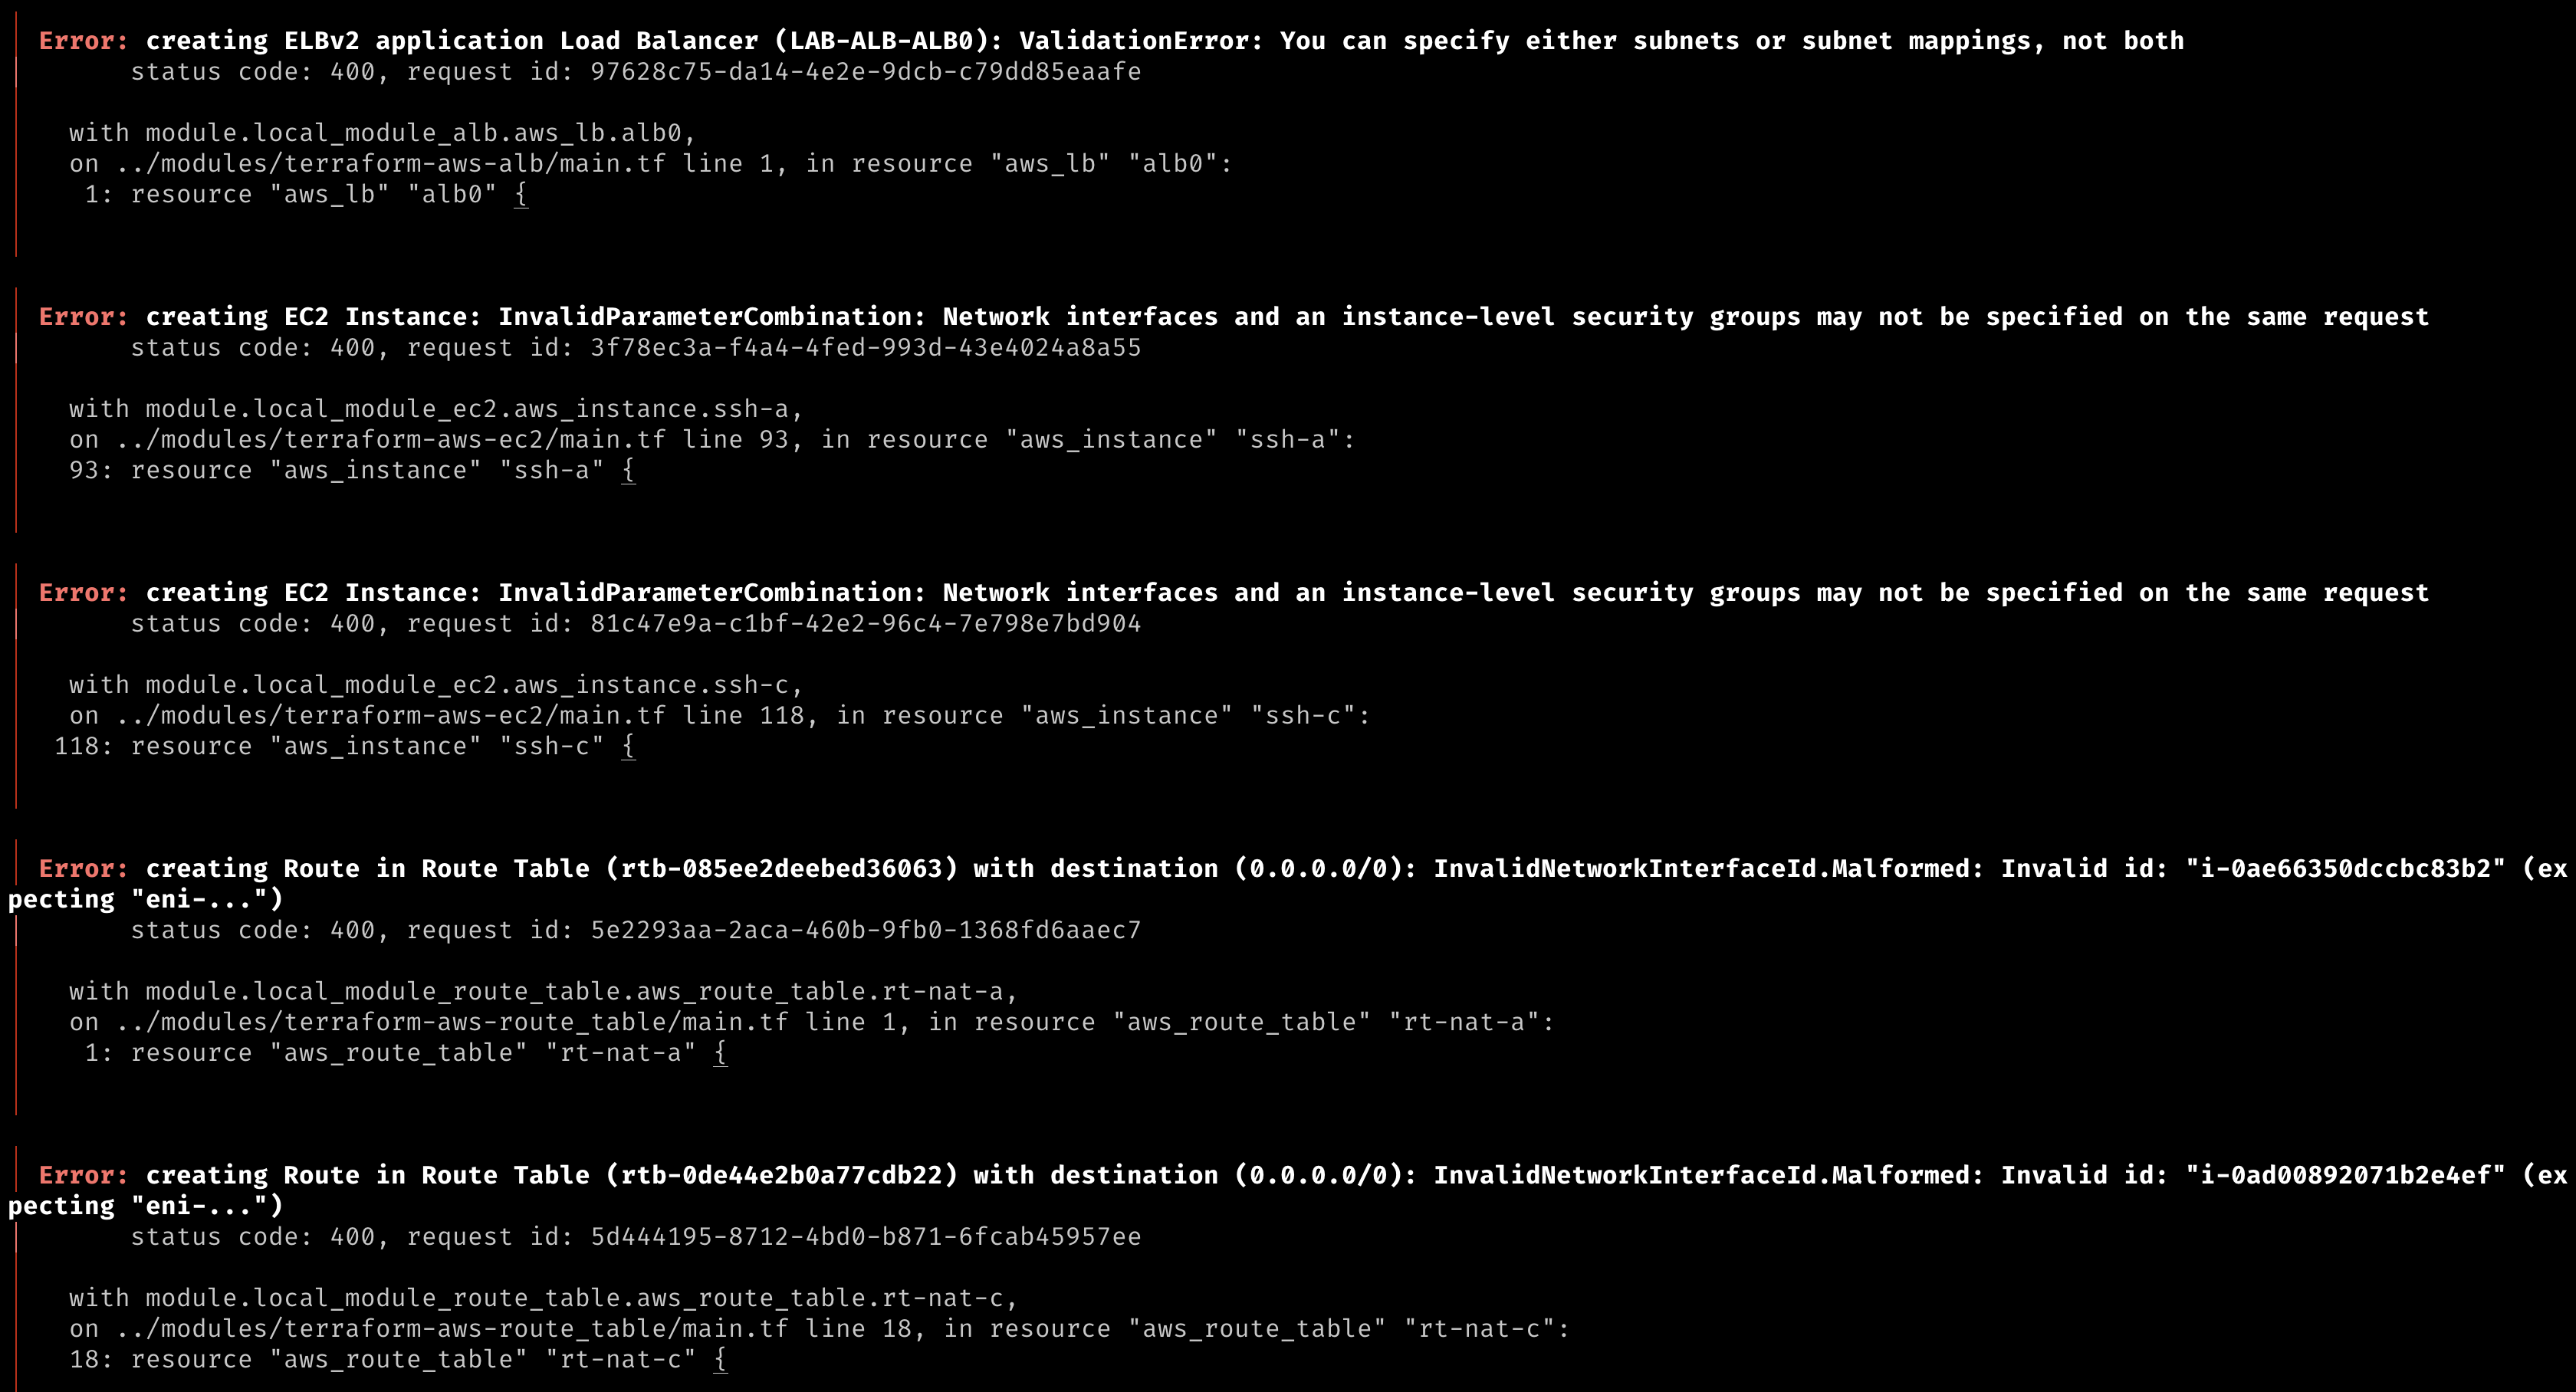 Error: creating ELBv2 application Load Balancer (LAB-ALB-ALB0): ValidationError: You can specify either subnets or subnet mappings, not both
status code: 400, request id: 97628c75-da14-4e2e-9dcb-c79dd85eaafe
with module.local_module_alb.aws_lb.alb0,
on ../modules/terraform-aws-alb/main.tf line 1, in resource "aws_lb" "alb0":
1: resource "aws_lb" "alb0" {
Error: creating EC2 Instance: InvalidParameterCombination: Network interfaces and an instance-level security groups may not be specified on the same request
status code: 400, request id: 3f78ec3a-f4a4-4fed-993d-43e4024a8a55
with module.local_module_ec2.aws_instance.ssh-a,
on ../modules/terraform-aws-ec2/main.tf line 93, in resource "aws_instance" "ssh-a":
93: resource "aws_instance" "ssh-a" {
Error: creating EC2 Instance: InvalidParameterCombination: Network interfaces and an instance-level security groups may not be specified on the same request
status code: 400, request id: 81c47e9a-c1bf-42e2-96c4-7e798e7bd904
with module.local_module_ec2.aws_instance.ssh-c,
on ../modules/terraform-aws-ec2/main.tf line 118, in resource "aws_instance" "ssh-c":
118: resource "aws_instance" "ssh-c" {
Error: creating Route in Route Table (rtb-085ee2deebed36063) with destination (0.0.0.0/0): InvalidNetworkInterfaceId.Malformed: Invalid id: "i-0ae66350dccbc83b2" (ex
pecting "eni-...")
status code: 400, request id: 5e2293aa-2aca-460b-9fb0-1368fd6aaec7
with module.local_module_route_table.aws_route_table.rt-nat-a,
on ../modules/terraform-aws-route_table/main.tf line 1, in resource "aws_route_table" "rt-nat-a":
1: resource "aws_route_table" "rt-nat-a" {
Error: creating Route in Route Table (rtb-0de44e2b0a77cdb22) with destination (0.0.0.0/0): InvalidNetworkInterfaceId.Malformed: Invalid id: "i-0ad00892071b2e4ef" (ex
pecting "eni-...")
status code: 400, request id: 5d444195-8712-4bd0-b871-6fcab45957ee
with module.local_module_route_table.aws_route_table.rt-nat-c,
on ../modules/terraform-aws-route_table/main.tf line 18, in resource "aws_route_table" "rt-nat-c":
18: resource "aws_route_table" "rt-nat-c" {